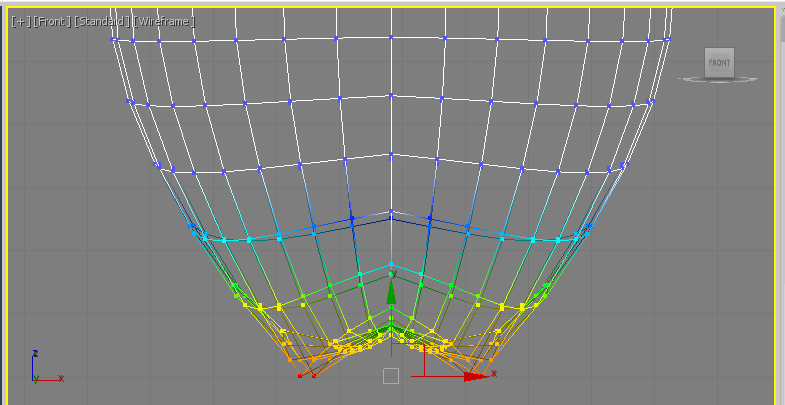 [+] [Front] [Standard] [Wireframe]
FRONT
y
x
z
y
x